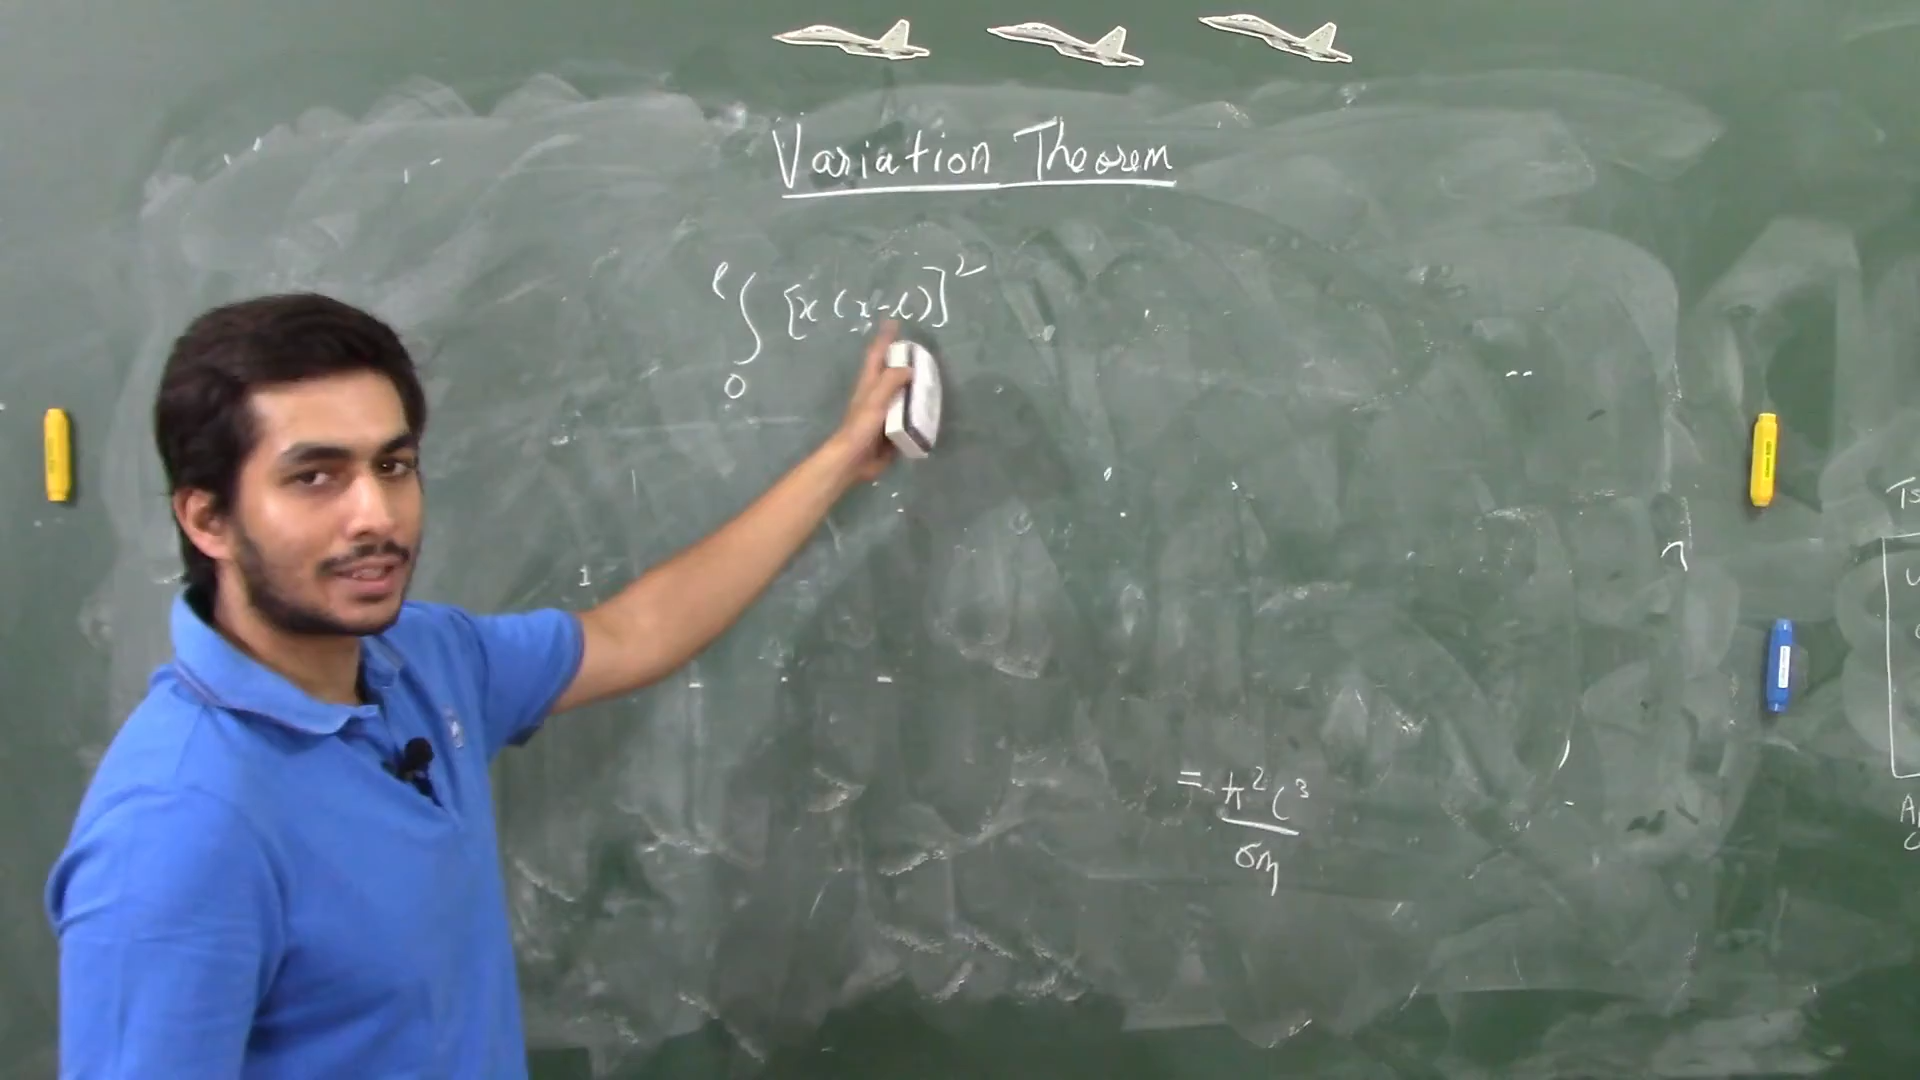 Variation Theorem
∫₀ˡ [x(x-l)]²
= ħ²l³
6m